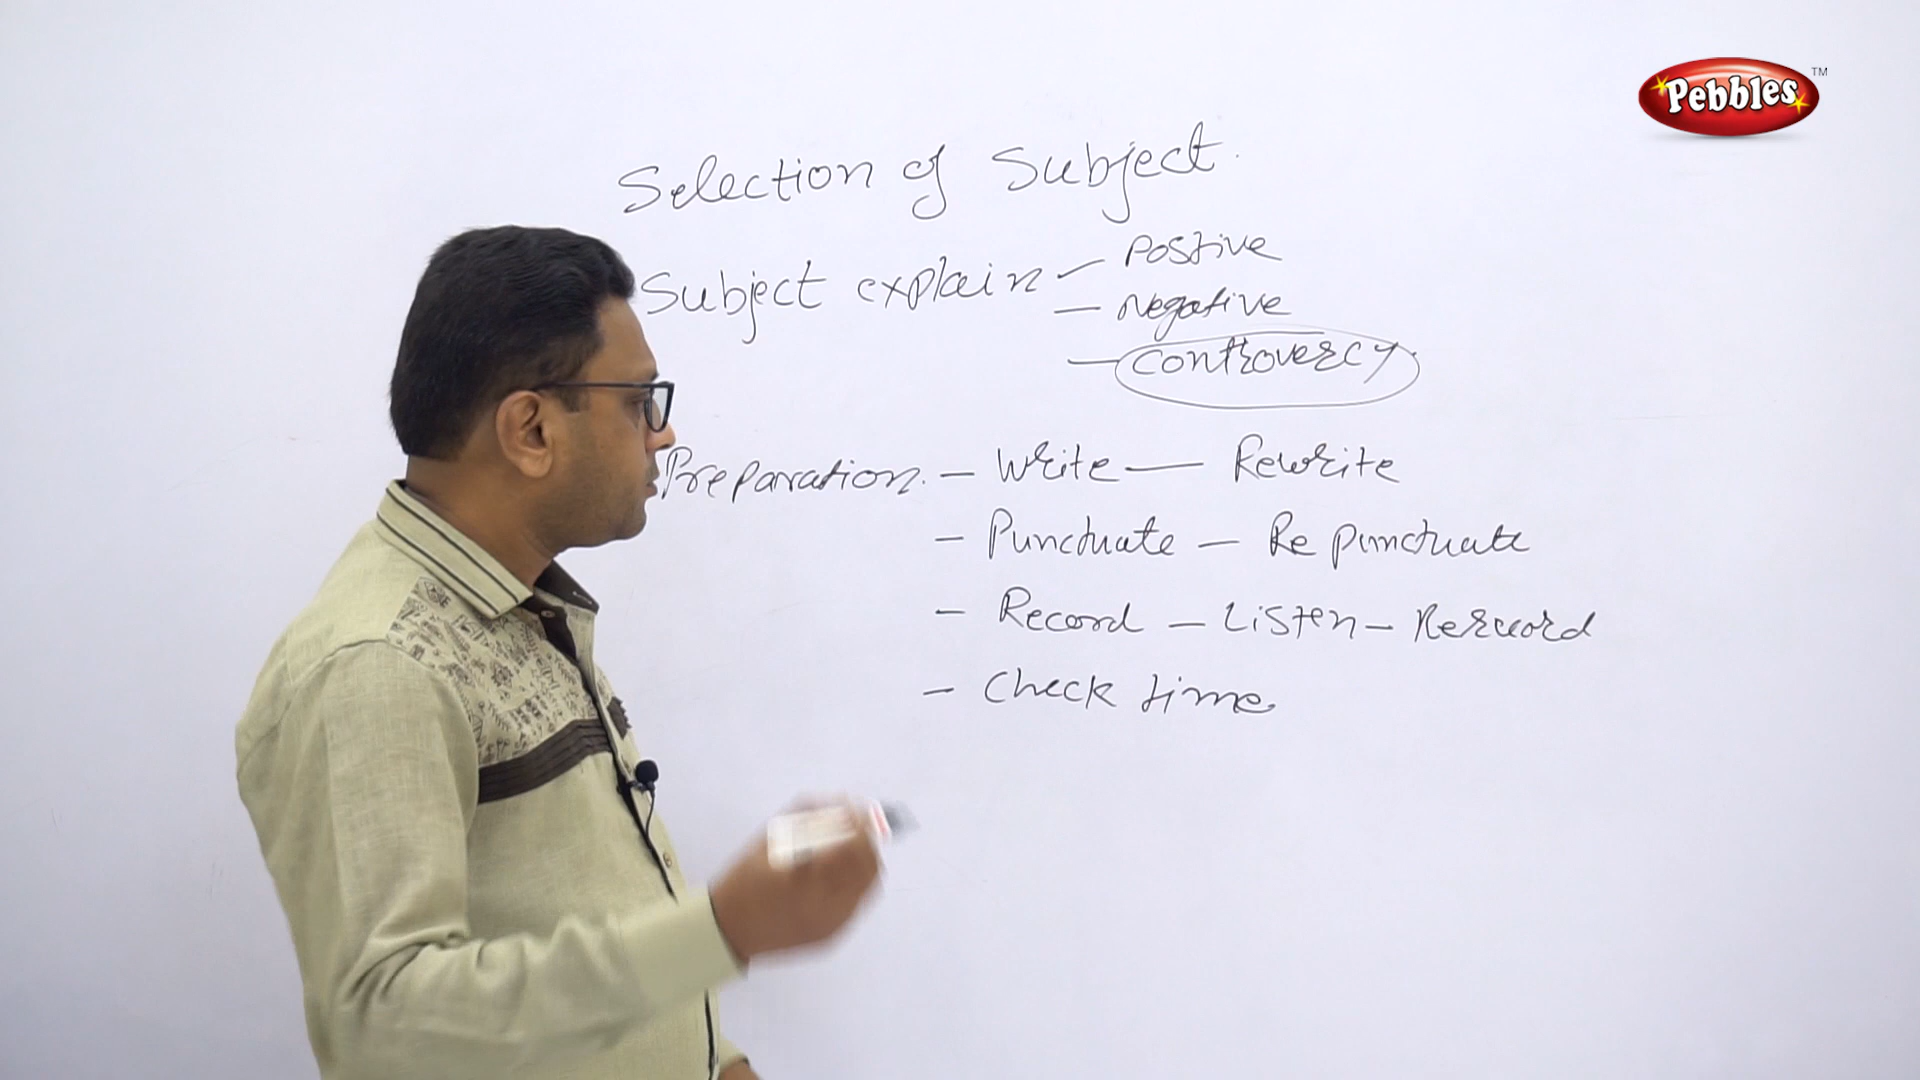 Pebbles TM
Selection of Subject.
Subject explain - Postive
- Negative
- Controvercy
Preparation. - Write - Rewrite
- Punctuate - Re punctuate
- Record - Listen - Rerecord
- Check time